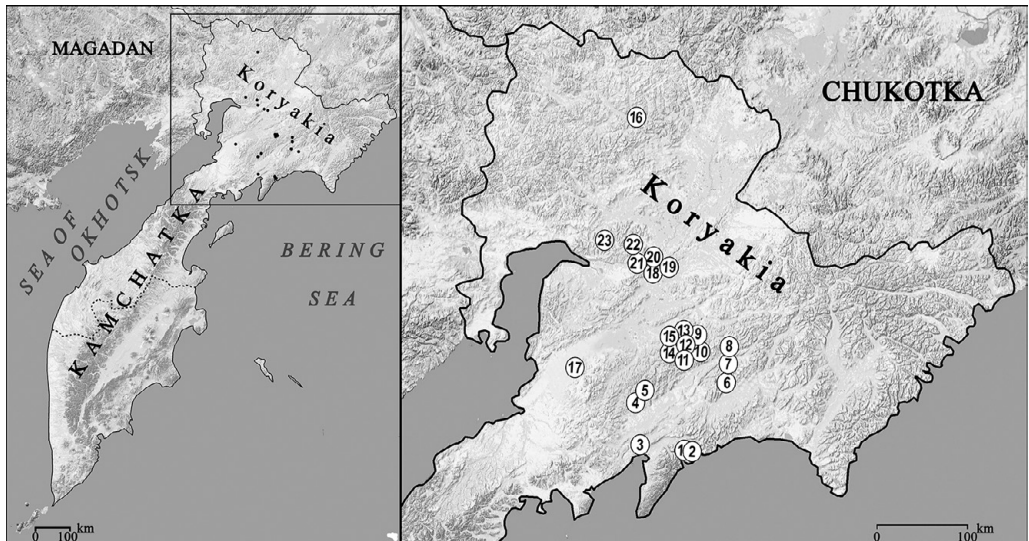 MAGADAN
Koryakia
SEA OF
OKHOTSK
KAMCHATKA
BERING
SEA
0 100 km
CHUKOTKA
16
Koryakia
23
22
20
21
18
19
13
9
15
12
14
11
10
8
7
6
17
5
4
3
1
2
0 100 km